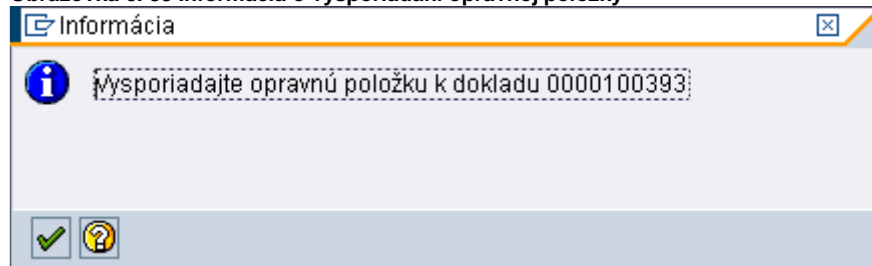 Informácia
Vysporiadajte opravnú položku k dokladu 0000100393